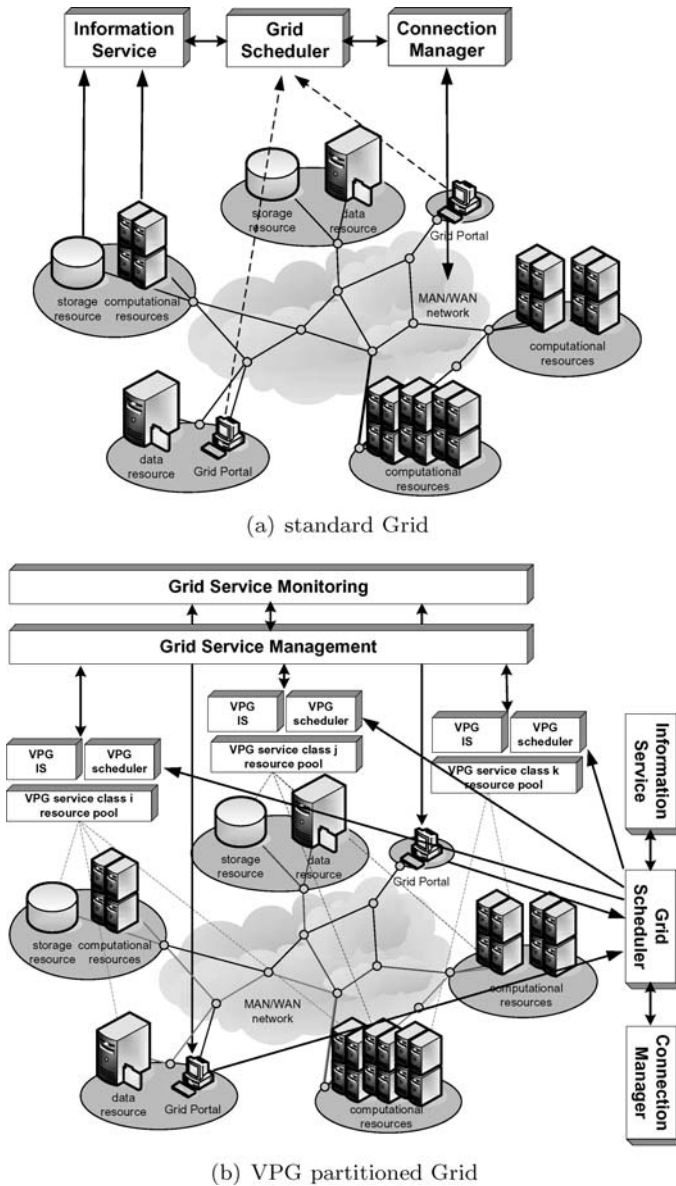 Information
Service
Grid
Scheduler
Connection
Manager
storage
resource
data
resource
Grid Portal
storage
resource
computational
resources
MAN/WAN
network
computational
resources
data
resource
Grid Portal
computational
resources
(a) standard Grid
Grid Service Monitoring
Grid Service Management
VPG
IS
VPG
scheduler
VPG service class j
resource pool
VPG
IS
VPG
scheduler
VPG service class k
resource pool
VPG
IS
VPG
scheduler
VPG service class i
resource pool
Information
Service
storage
resource
data
resource
Grid Portal
Grid
Scheduler
storage
resource
computational
resources
MAN/WAN
network
computational
resources
data
resource
Grid Portal
computational
resources
Connection
Manager
(b) VPG partitioned Grid